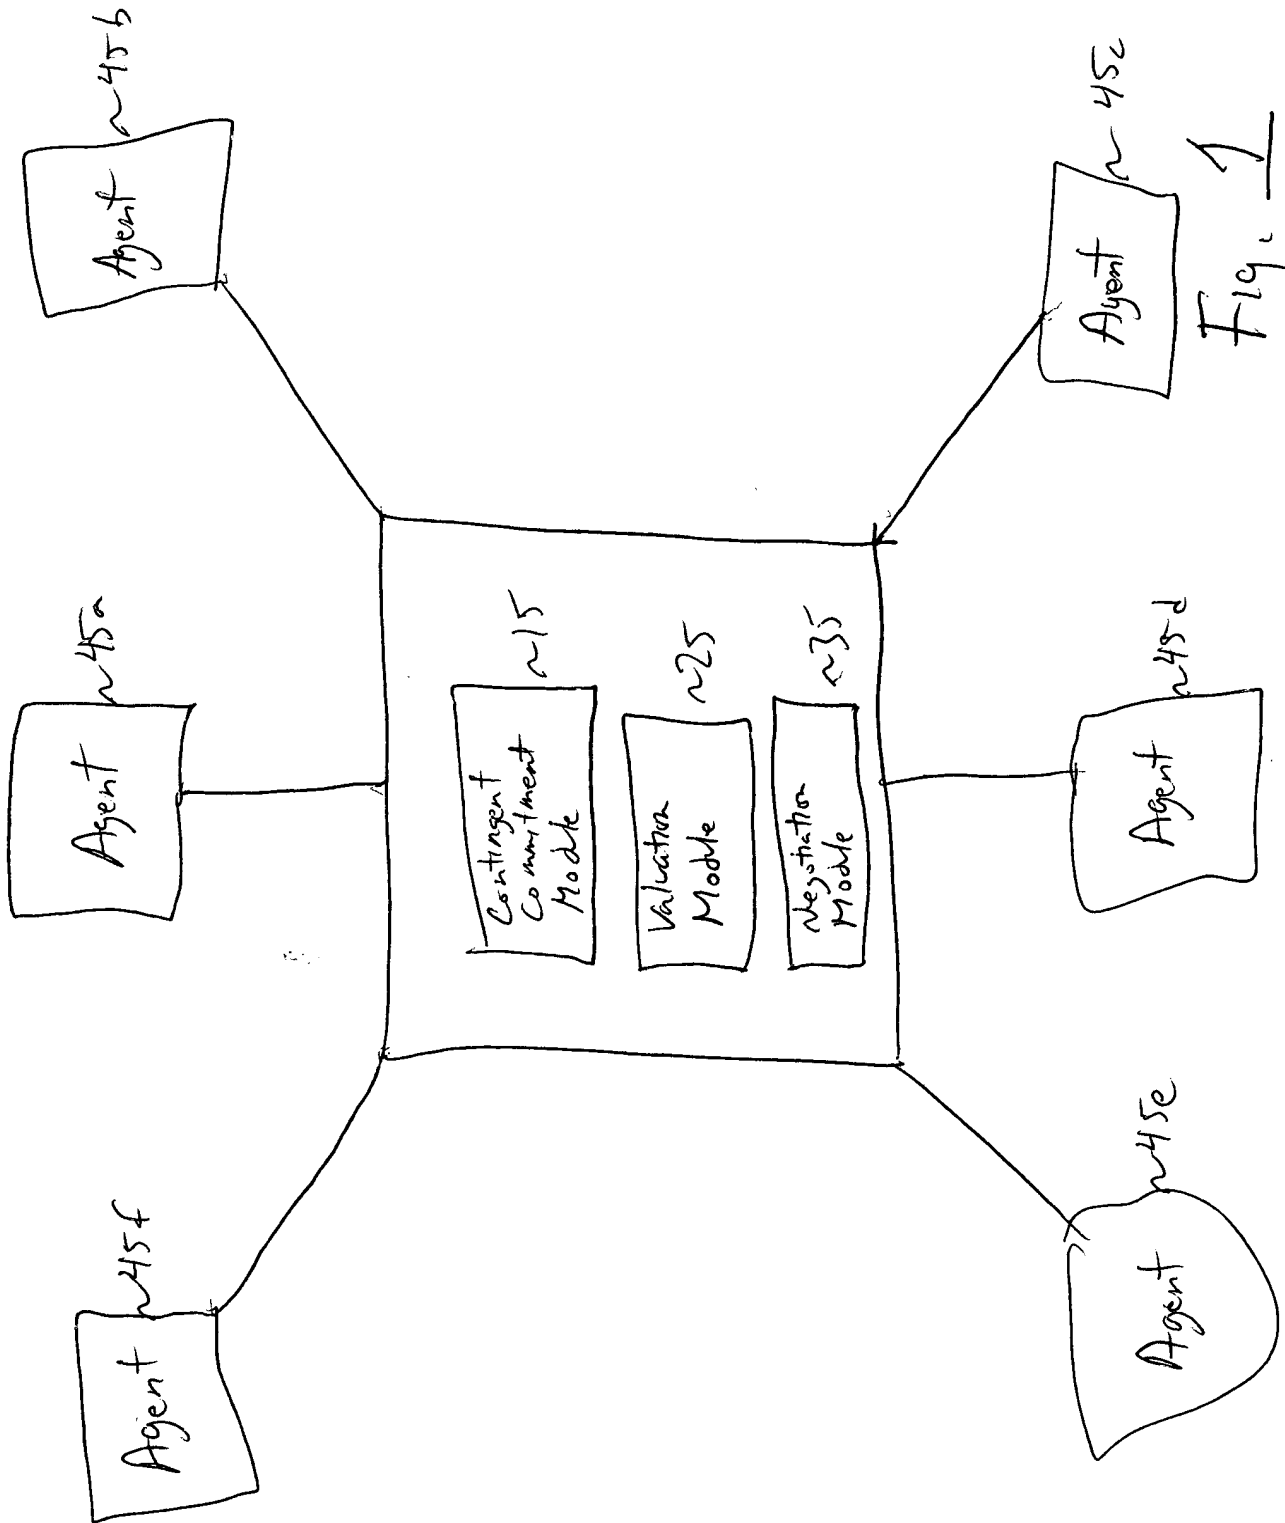 Agent
45f
Agent
45a
Agent
45b
Contingent
Commitment
Module
15
Valuation
Module
25
Negotiation
Module
35
Agent
45e
Agent
45d
Agent
45c
Fig. 1